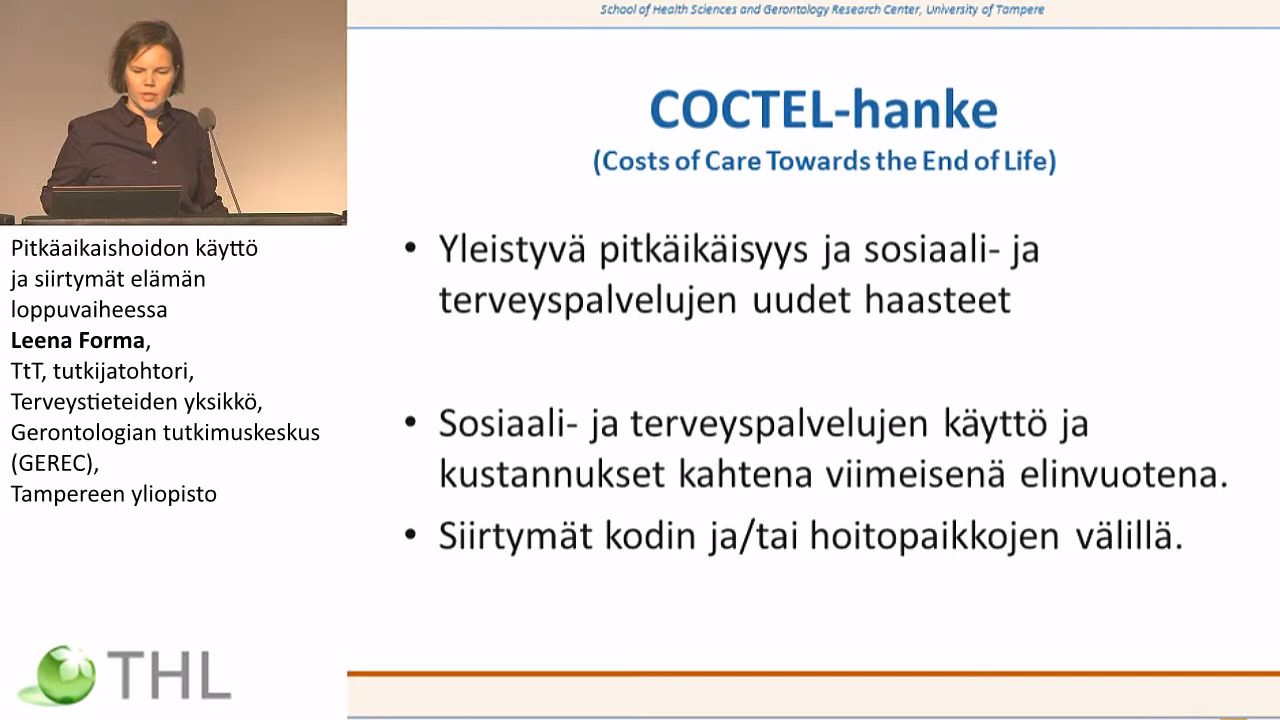 School of Health Sciences and Gerontology Research Center, University of Tampere
COCTEL-hanke
(Costs of Care Towards the End of Life)
• Yleistyvä pitkäikäisyys ja sosiaali- ja
terveyspalvelujen uudet haasteet
• Sosiaali- ja terveyspalvelujen käyttö ja
kustannukset kahtena viimeisenä elinvuotena.
• Siirtymät kodin ja/tai hoitopaikkojen välillä.
Pitkäaikaishoidon käyttö
ja siirtymät elämän
loppuvaiheessa
Leena Forma,
TtT, tutkijatohtori,
Terveystieteiden yksikkö,
Gerontologian tutkimuskeskus
(GEREC),
Tampereen yliopisto
THL